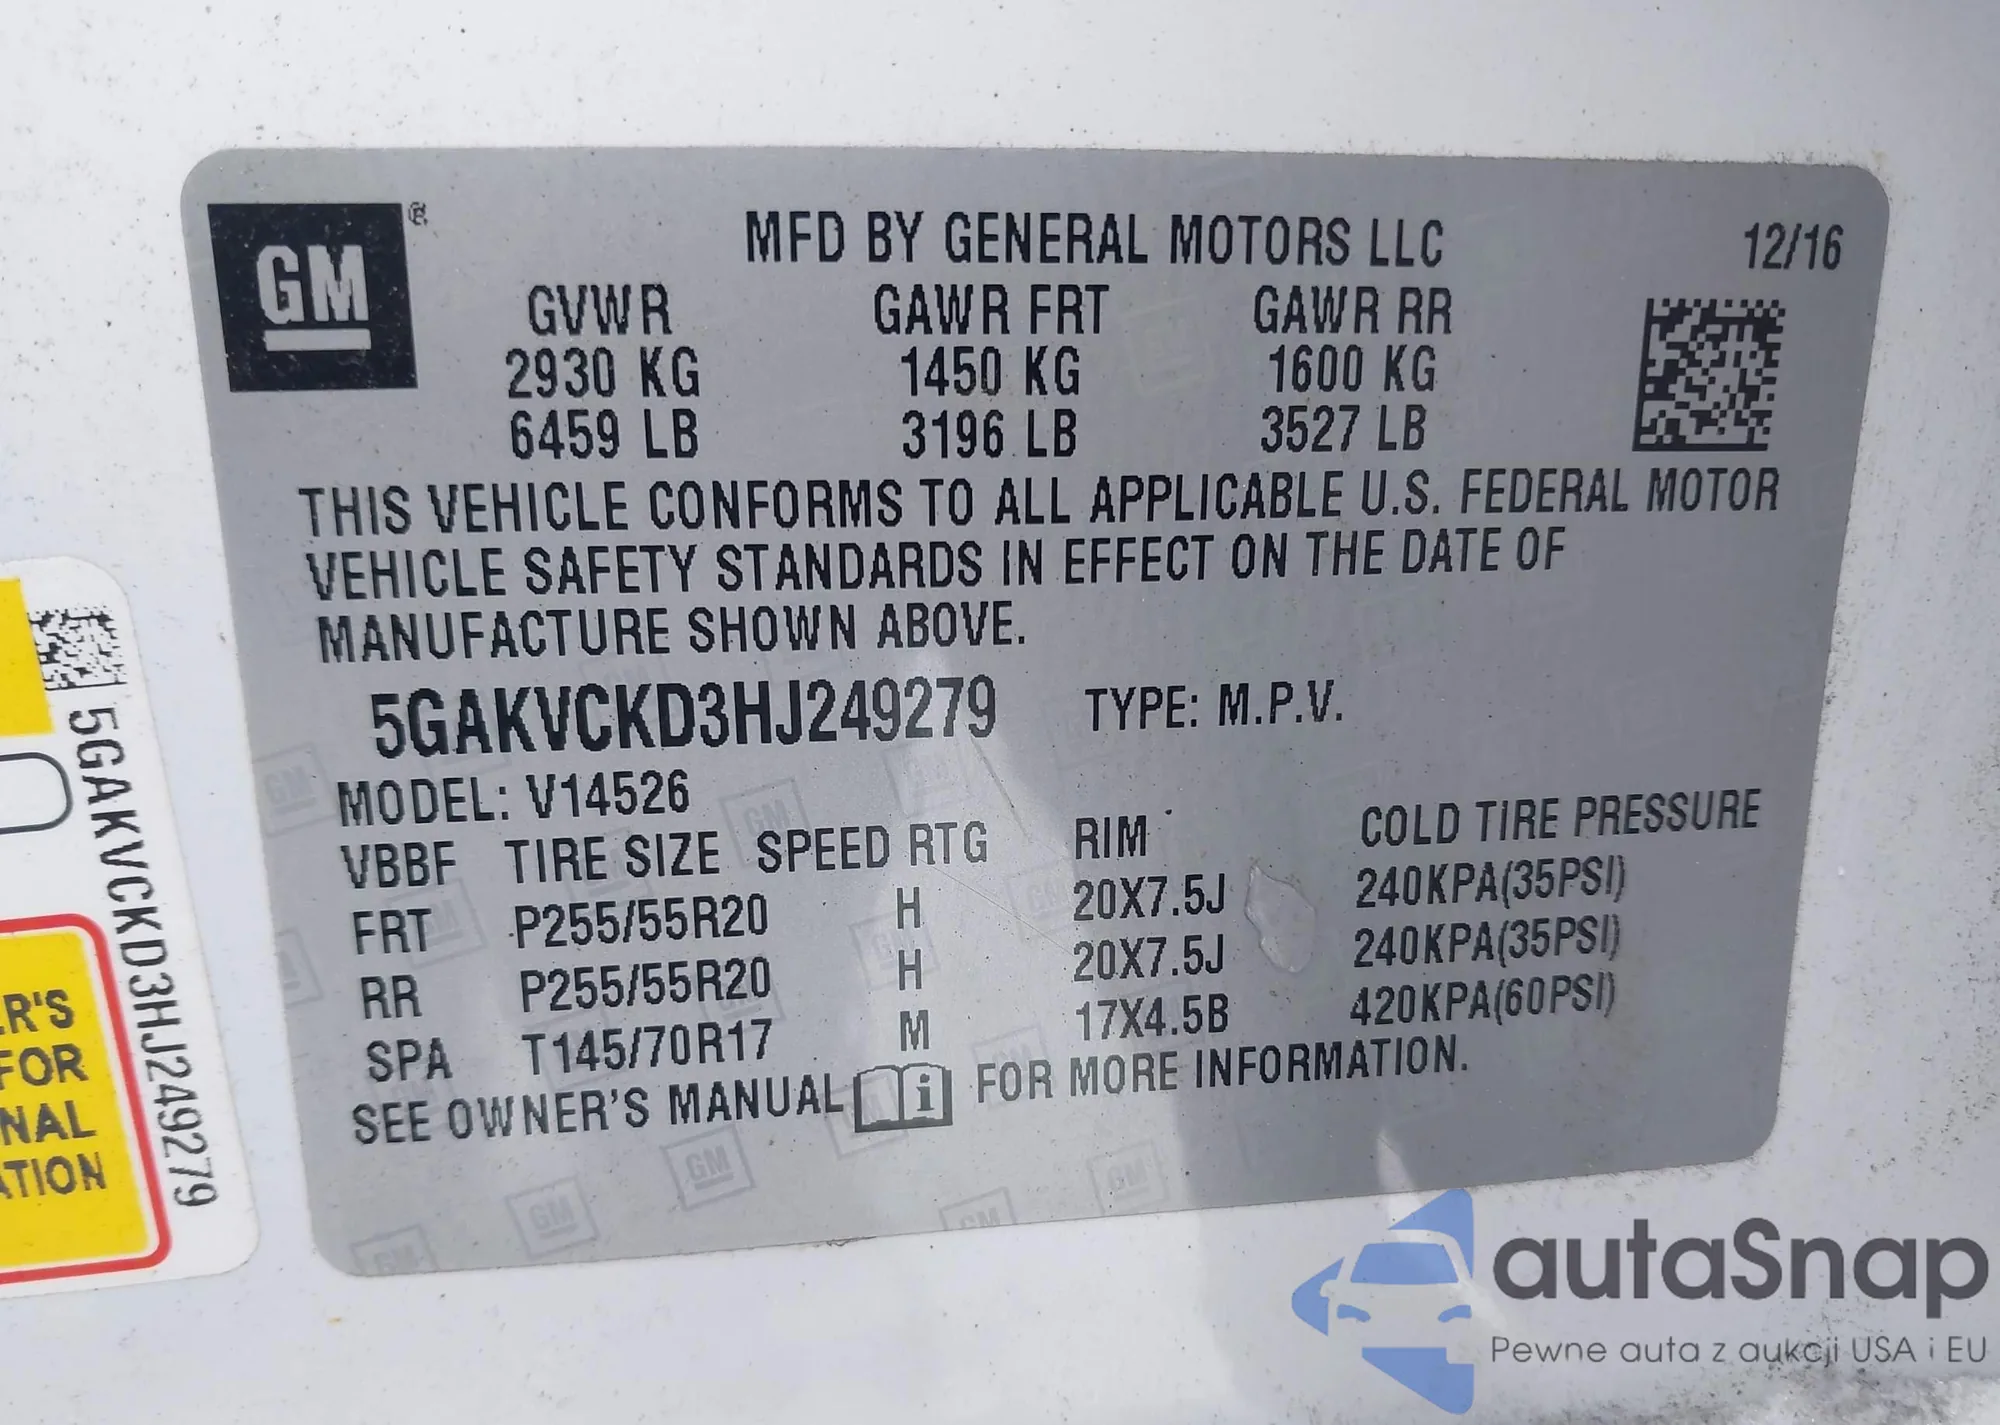 GM ®
MFD BY GENERAL MOTORS LLC 12/16
GVWR GAWR FRT GAWR RR
2930 KG 1450 KG 1600 KG
6459 LB 3196 LB 3527 LB
THIS VEHICLE CONFORMS TO ALL APPLICABLE U.S. FEDERAL MOTOR
VEHICLE SAFETY STANDARDS IN EFFECT ON THE DATE OF
MANUFACTURE SHOWN ABOVE.
5GAKVCKD3HJ249279 TYPE: M.P.V.
MODEL: V14526
VBBF TIRE SIZE SPEED RTG RIM COLD TIRE PRESSURE
FRT P255/55R20 H 20X7.5J 240KPA(35PSI)
RR P255/55R20 H 20X7.5J 240KPA(35PSI)
SPA T145/70R17 M 17X4.5B 420KPA(60PSI)
SEE OWNER'S MANUAL i FOR MORE INFORMATION.
5GAKVCKD3HJ249279
R'S
FOR
NAL
ATION
autaSnap
Pewne auta z aukcji USA i EU